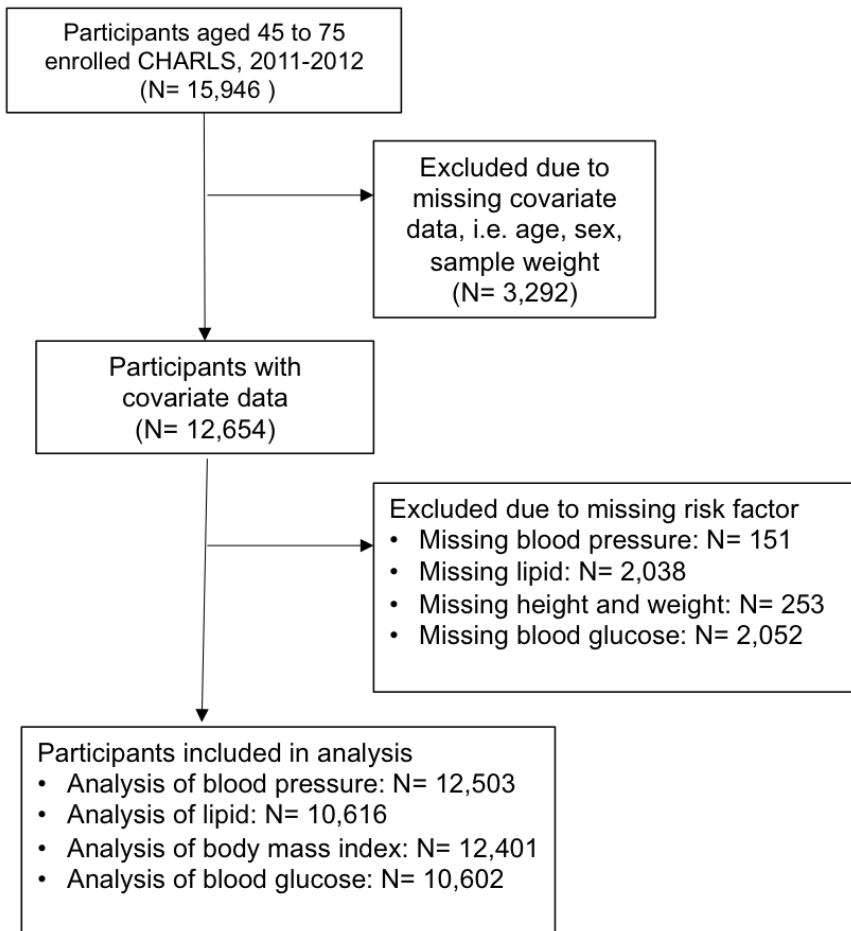 Participants aged 45 to 75
enrolled CHARLS, 2011-2012
(N= 15,946 )
Excluded due to
missing covariate
data, i.e. age, sex,
sample weight
(N= 3,292)
Participants with
covariate data
(N= 12,654)
Excluded due to missing risk factor
• Missing blood pressure: N= 151
• Missing lipid: N= 2,038
• Missing height and weight: N= 253
• Missing blood glucose: N= 2,052
Participants included in analysis
• Analysis of blood pressure: N= 12,503
• Analysis of lipid: N= 10,616
• Analysis of body mass index: N= 12,401
• Analysis of blood glucose: N= 10,602